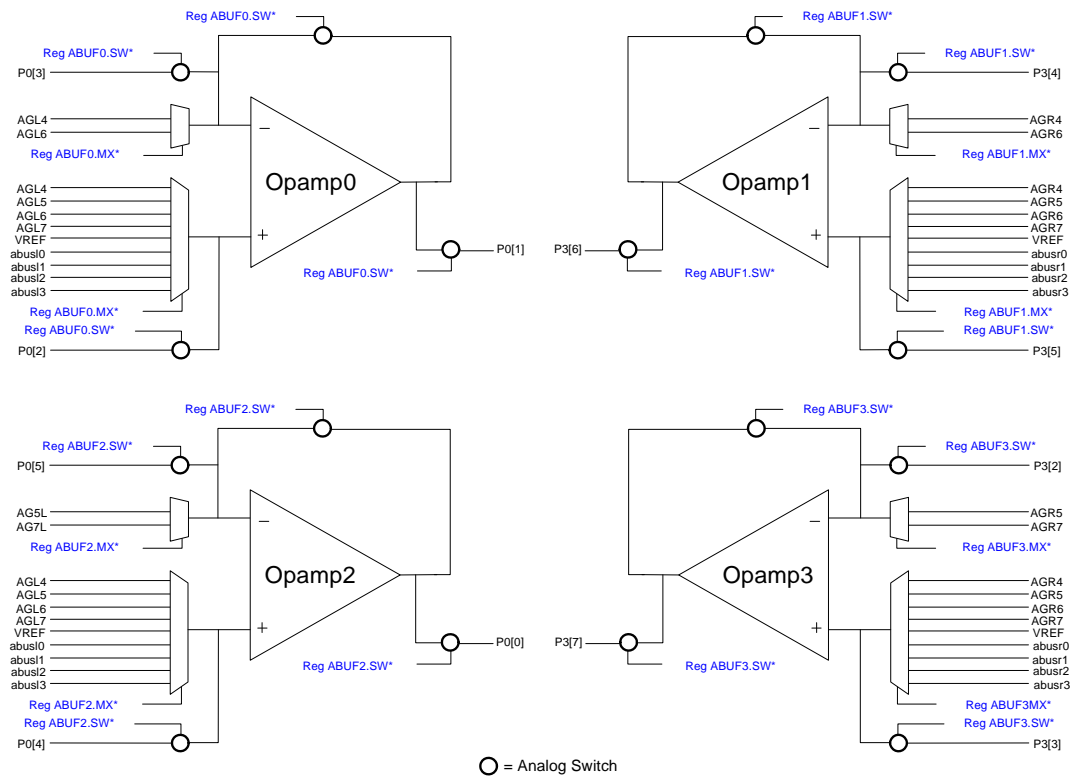 Reg ABUF0.SW*
Reg ABUF0.SW*
P0[3]
AGL4
AGL6
Reg ABUF0.MX*
AGL4
AGL5
AGL6
AGL7
VREF
abusl0
abusl1
abusl2
abusl3
Reg ABUF0.MX*
Reg ABUF0.SW*
P0[2]
−
Opamp0
+
P0[1]
Reg ABUF0.SW*
Reg ABUF1.SW*
Reg ABUF1.SW*
P3[4]
AGR4
AGR6
Reg ABUF1.MX*
AGR4
AGR5
AGR6
AGR7
VREF
abusr0
abusr1
abusr2
abusr3
Reg ABUF1.MX*
Reg ABUF1.SW*
P3[5]
−
Opamp1
+
P3[6]
Reg ABUF1.SW*
Reg ABUF2.SW*
Reg ABUF2.SW*
P0[5]
AG5L
AG7L
Reg ABUF2.MX*
AGL4
AGL5
AGL6
AGL7
VREF
abusl0
abusl1
abusl2
abusl3
Reg ABUF2.MX*
Reg ABUF2.SW*
P0[4]
−
Opamp2
+
P0[0]
Reg ABUF2.SW*
Reg ABUF3.SW*
Reg ABUF3.SW*
P3[2]
AGR5
AGR7
Reg ABUF3.MX*
AGR4
AGR5
AGR6
AGR7
VREF
abusr0
abusr1
abusr2
abusr3
Reg ABUF3MX*
Reg ABUF3.SW*
P3[3]
−
Opamp3
+
P3[7]
Reg ABUF3.SW*
= Analog Switch